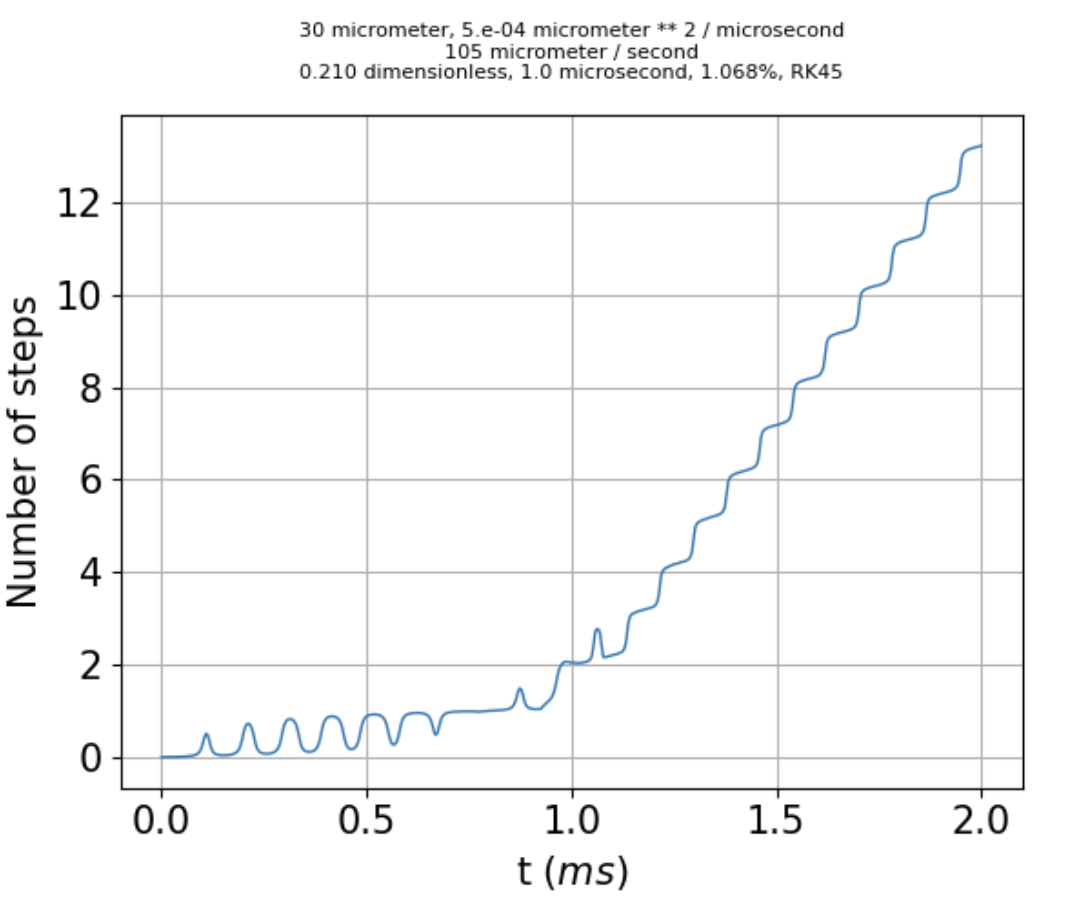 30 micrometer, 5.e-04 micrometer ** 2 / microsecond
105 micrometer / second
0.210 dimensionless, 1.0 microsecond, 1.068%, RK45
Number of steps
12
10
8
6
4
2
0
0.0 0.5 1.0 1.5 2.0
t (ms)